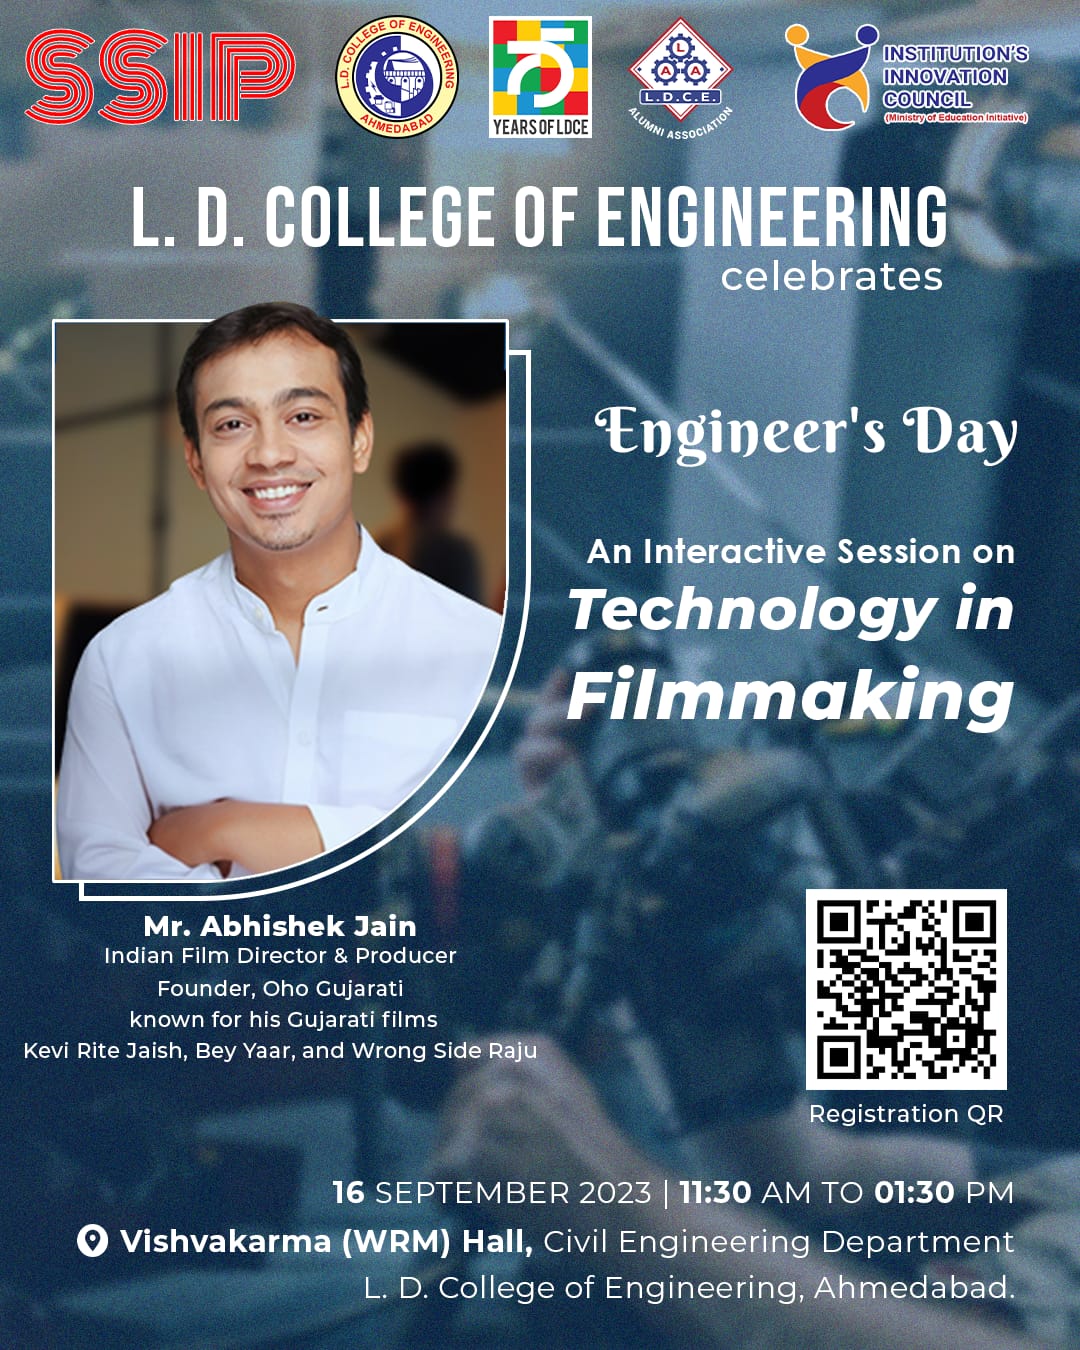 SSIP
L.D. COLLEGE OF ENGINEERING
AHMEDABAD
YEARS OF LDCE
L
A A
L.D.C.E.
ALUMNI ASSOCIATION
INSTITUTION'S
INNOVATION
COUNCIL
(Ministry of Education Initiative)
L. D. COLLEGE OF ENGINEERING
celebrates
Engineer's Day
An Interactive Session on
Technology in
Filmmaking
Mr. Abhishek Jain
Indian Film Director & Producer
Founder, Oho Gujarati
known for his Gujarati films
Kevi Rite Jaish, Bey Yaar, and Wrong Side Raju
Registration QR
16 SEPTEMBER 2023 | 11:30 AM TO 01:30 PM
Vishvakarma (WRM) Hall, Civil Engineering Department
L. D. College of Engineering, Ahmedabad.